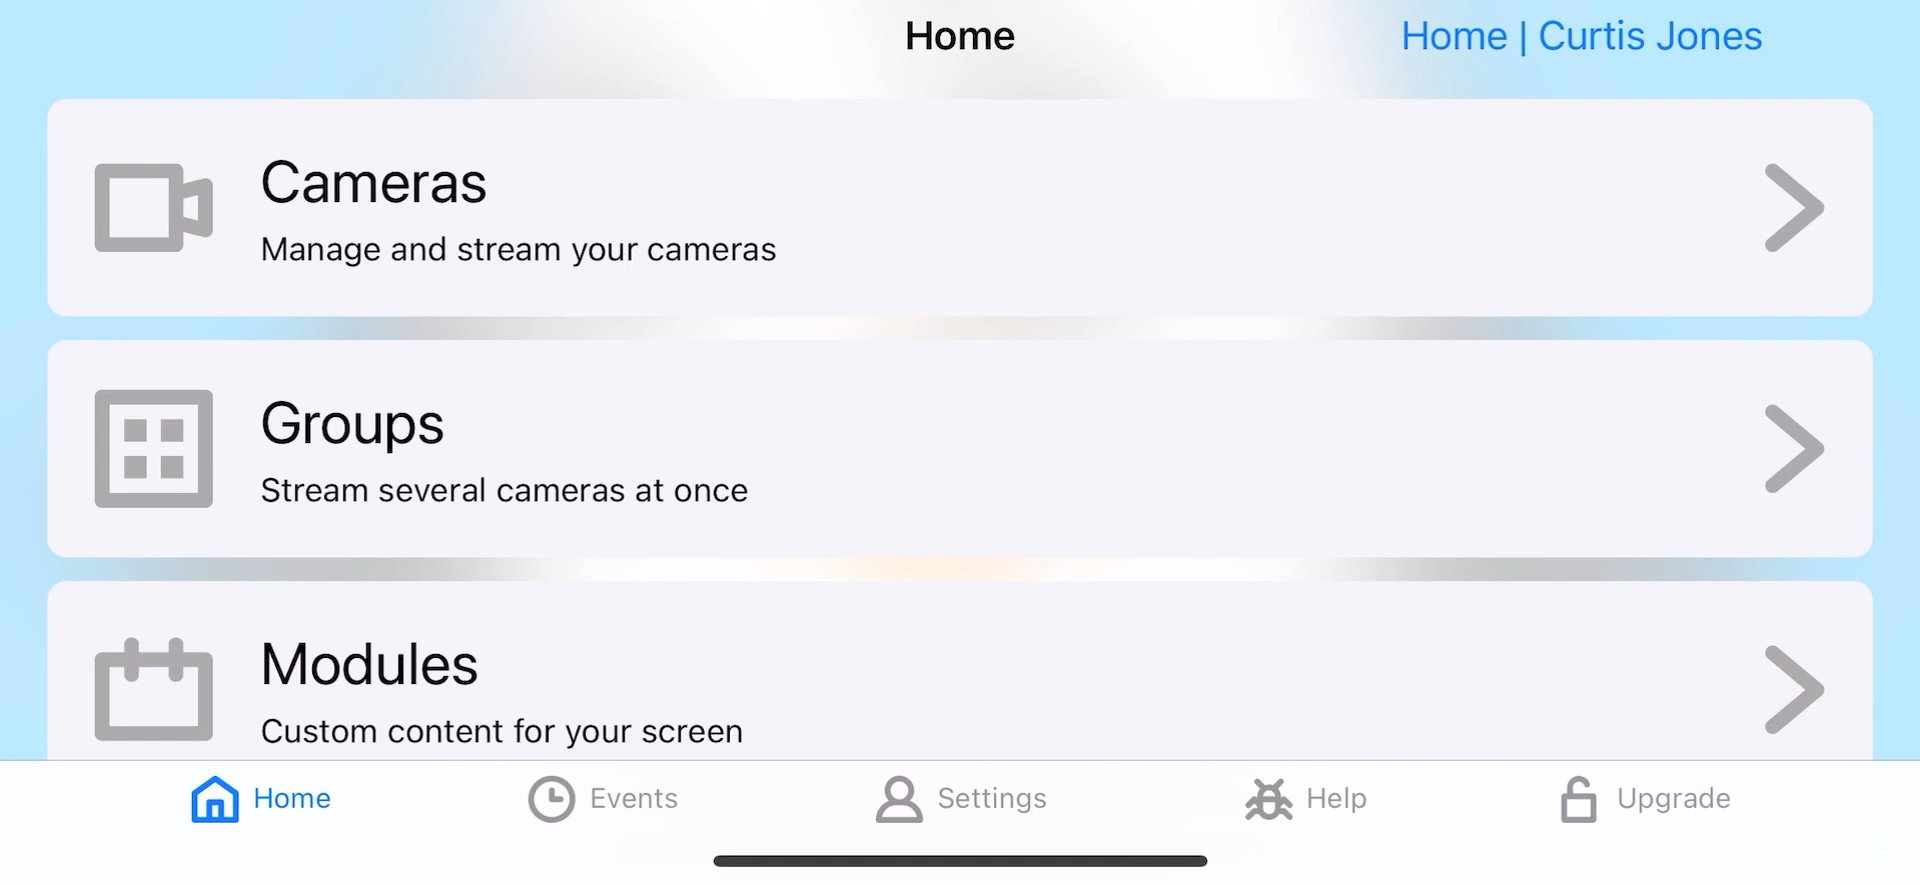 Home
Home | Curtis Jones
Cameras
Manage and stream your cameras
Groups
Stream several cameras at once
Modules
Custom content for your screen
Home
Events
Settings
Help
Upgrade